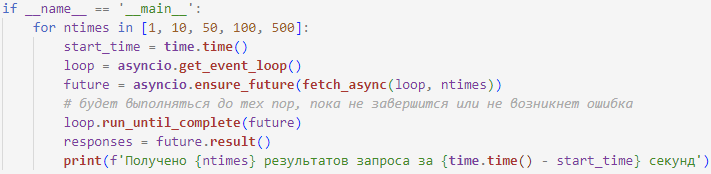 if __name__ == '__main__':
    for ntimes in [1, 10, 50, 100, 500]:
        start_time = time.time()
        loop = asyncio.get_event_loop()
        future = asyncio.ensure_future(fetch_async(loop, ntimes))
        # будет выполняться до тех пор, пока не завершится или не возникнет ошибка
        loop.run_until_complete(future)
        responses = future.result()
        print(f'Получено {ntimes} результатов запроса за {time.time() - start_time} секунд')